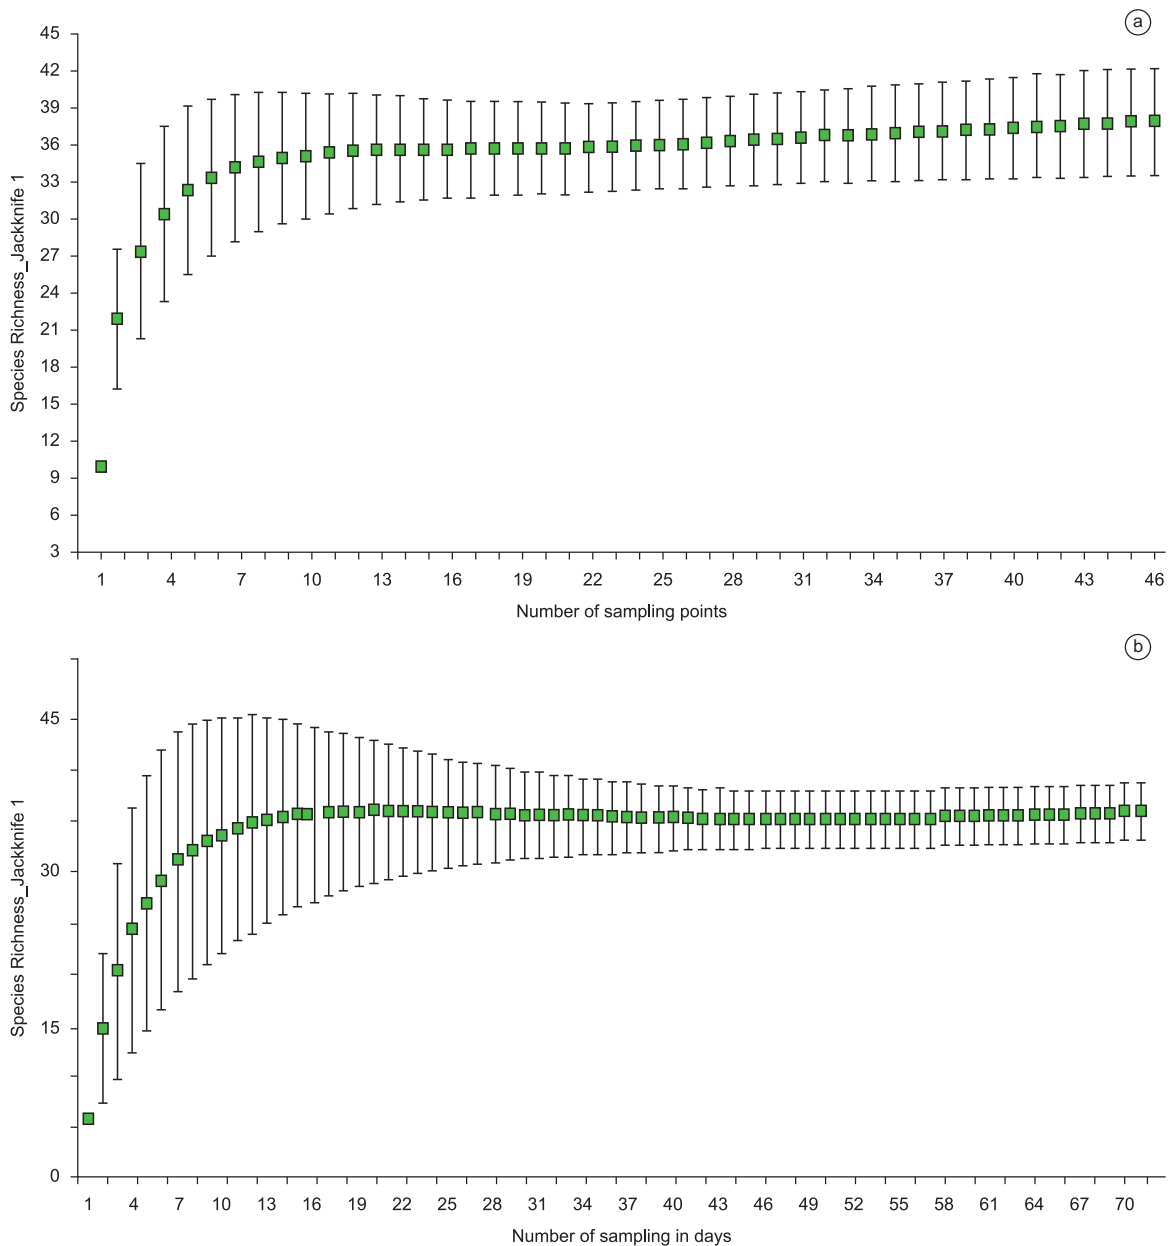 a
45
42
39
36
33
30
27
24
21
18
15
12
9
6
3
Species Richness_Jackknife 1
1 4 7 10 13 16 19 22 25 28 31 34 37 40 43 46
Number of sampling points
b
45
30
15
0
Species Richness_Jackknife 1
1 4 7 10 13 16 19 22 25 28 31 34 37 40 43 46 49 52 55 58 61 64 67 70
Number of sampling in days